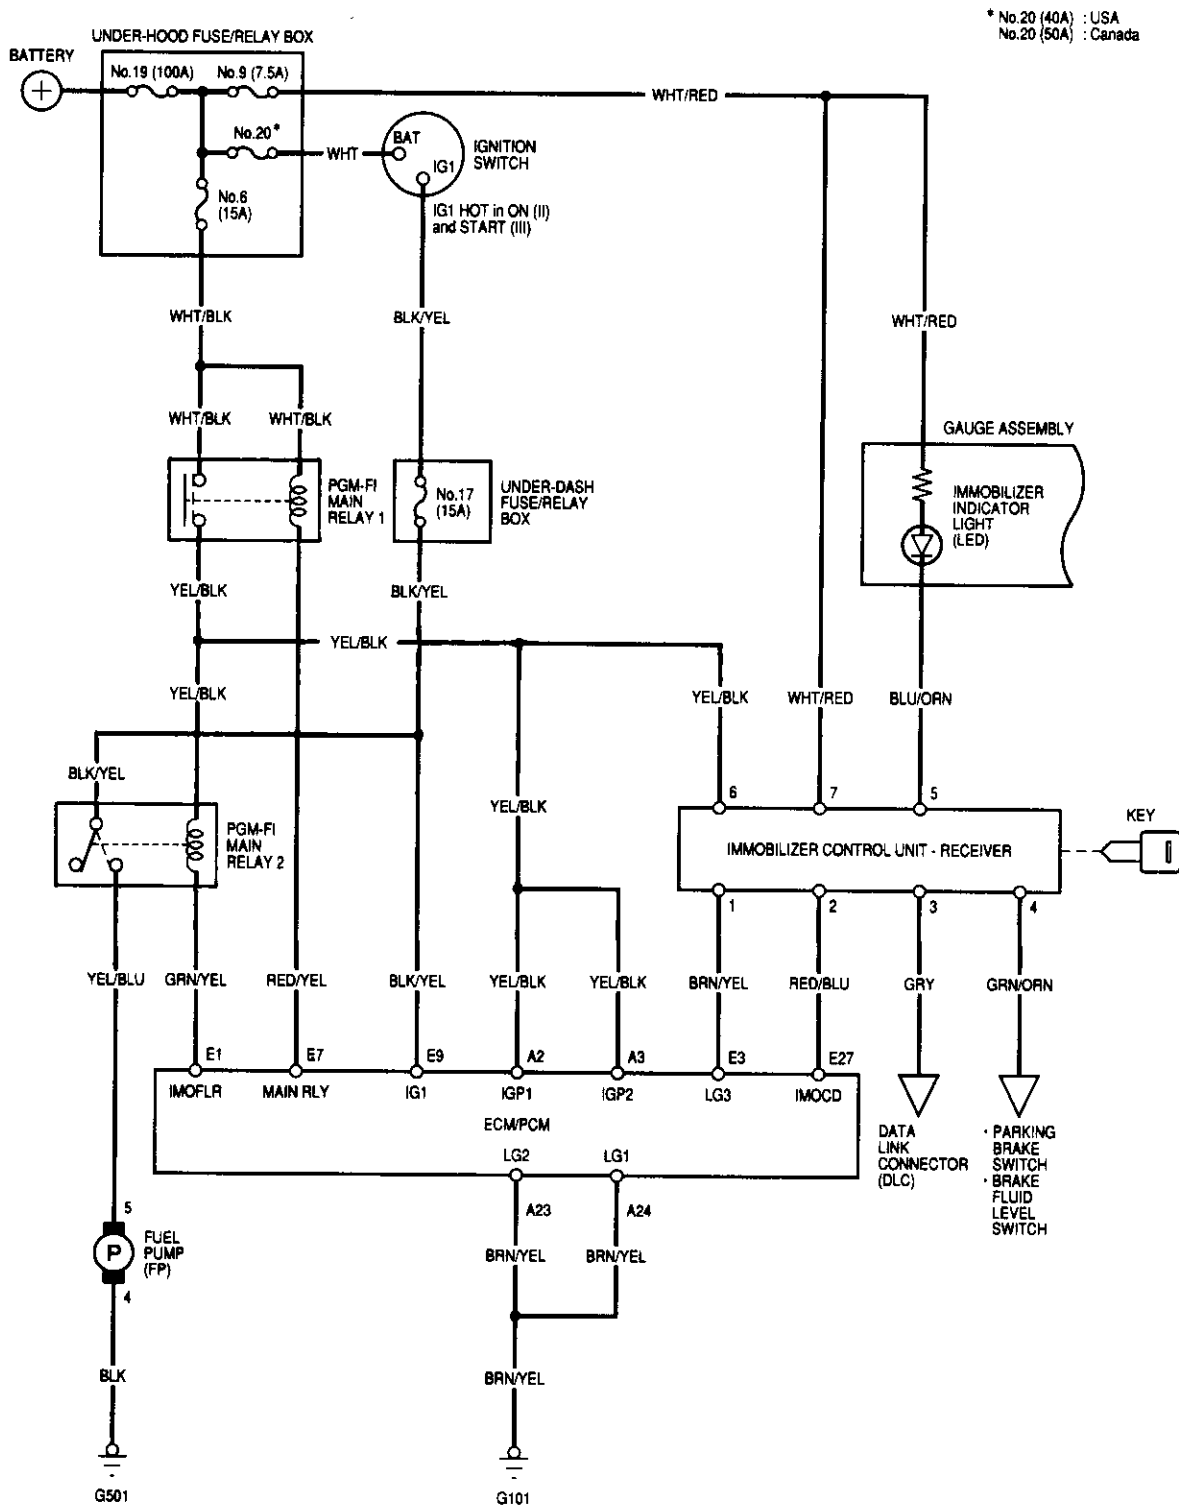 * No.20 (40A) : USA
No.20 (50A) : Canada
UNDER-HOOD FUSE/RELAY BOX
BATTERY
No.19 (100A)
No.9 (7.5A)
WHT/RED
No.20*
WHT
BAT
IG1
IGNITION
SWITCH
No.6
(15A)
IG1 HOT in ON (II)
and START (III)
WHT/BLK
BLK/YEL
WHT/RED
WHT/BLK
WHT/BLK
GAUGE ASSEMBLY
PGM-FI
MAIN
RELAY 1
No.17
(15A)
UNDER-DASH
FUSE/RELAY
BOX
IMMOBILIZER
INDICATOR
LIGHT
(LED)
YEL/BLK
BLK/YEL
YEL/BLK
YEL/BLK
YEL/BLK
WHT/RED
BLU/ORN
BLK/YEL
YEL/BLK
6
7
5
KEY
PGM-FI
MAIN
RELAY 2
IMMOBILIZER CONTROL UNIT - RECEIVER
1
2
3
4
YEL/BLU
GRN/YEL
RED/YEL
BLK/YEL
YEL/BLK
YEL/BLK
BRN/YEL
RED/BLU
GRY
GRN/ORN
E1
E7
E9
A2
A3
E3
E27
IMOFLR
MAIN RLY
IG1
IGP1
IGP2
LG3
IMOCD
ECM/PCM
LG2
LG1
DATA
LINK
CONNECTOR
(DLC)
· PARKING
BRAKE
SWITCH
· BRAKE
FLUID
LEVEL
SWITCH
5
A23
A24
P
FUEL
PUMP
(FP)
BRN/YEL
BRN/YEL
4
BLK
BRN/YEL
G501
G101